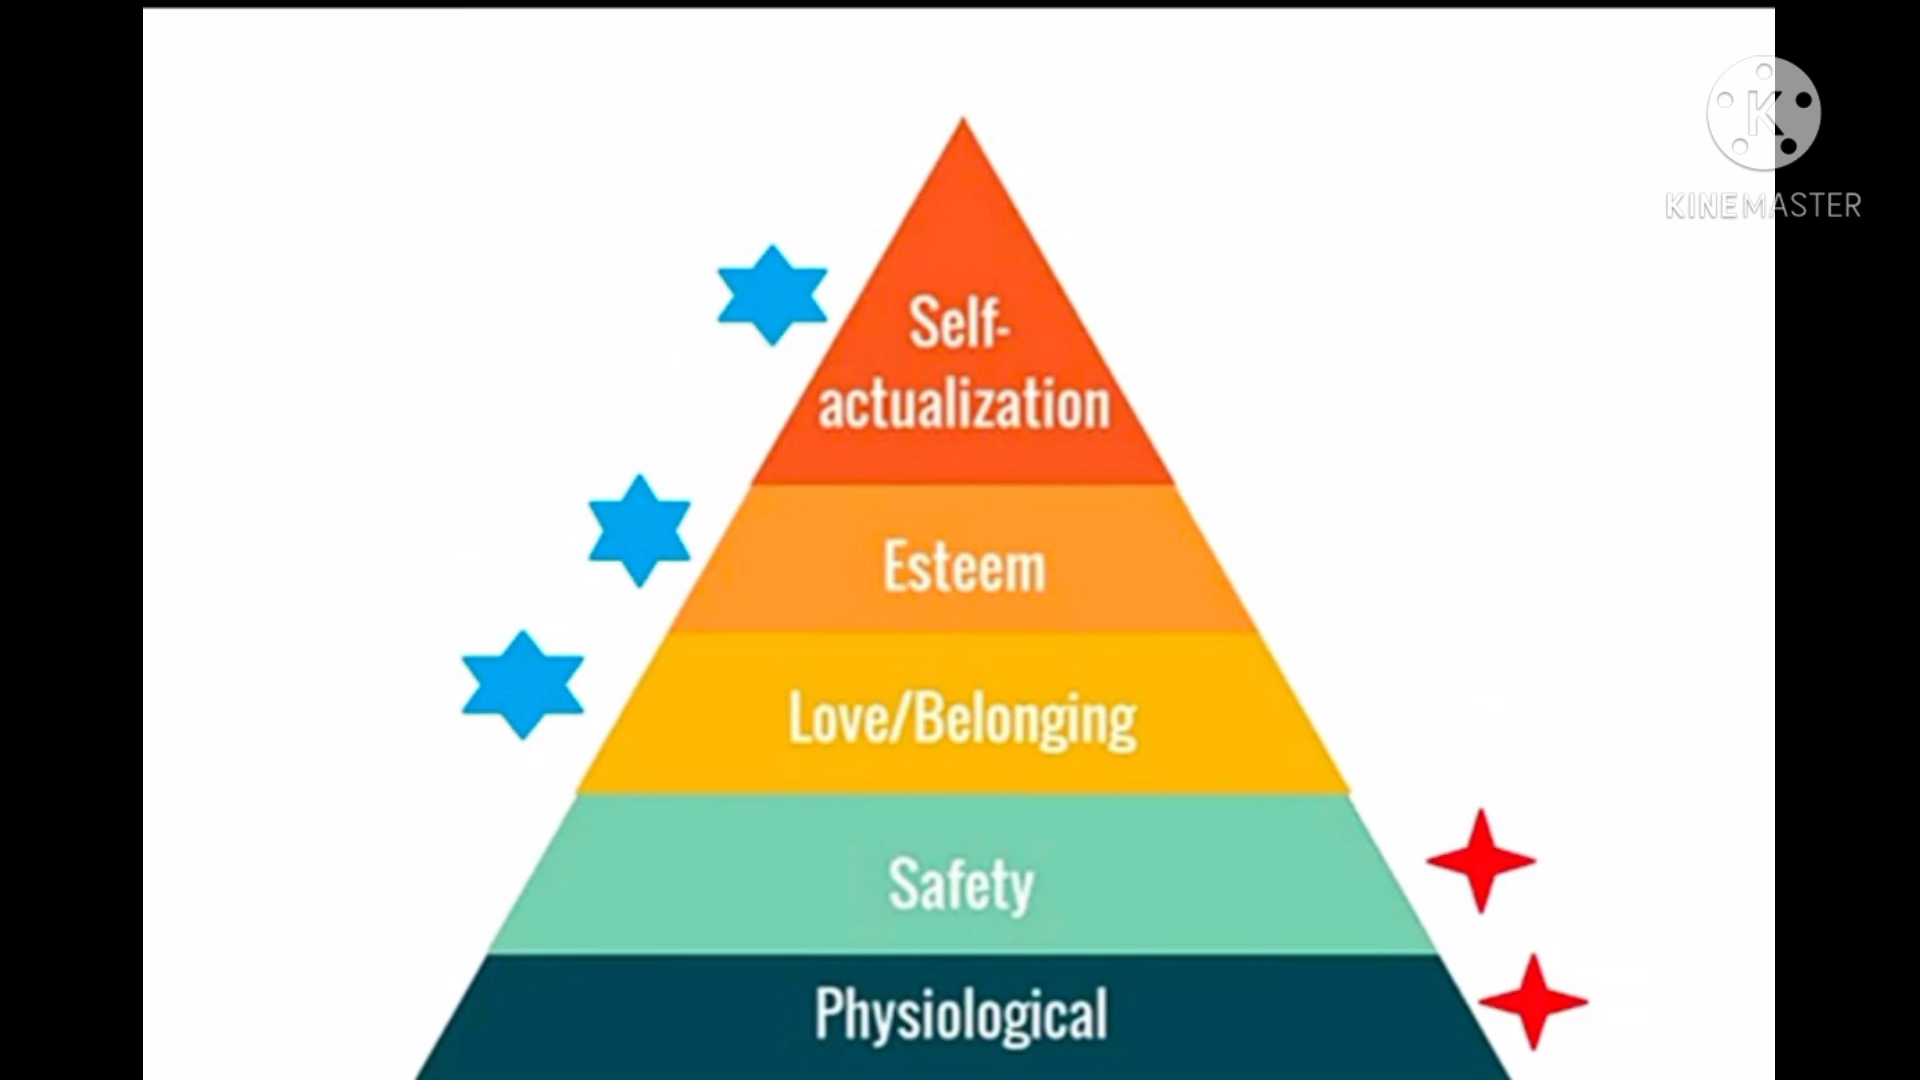 K
KINEMASTER
Self-
actualization
Esteem
Love/Belonging
Safety
Physiological